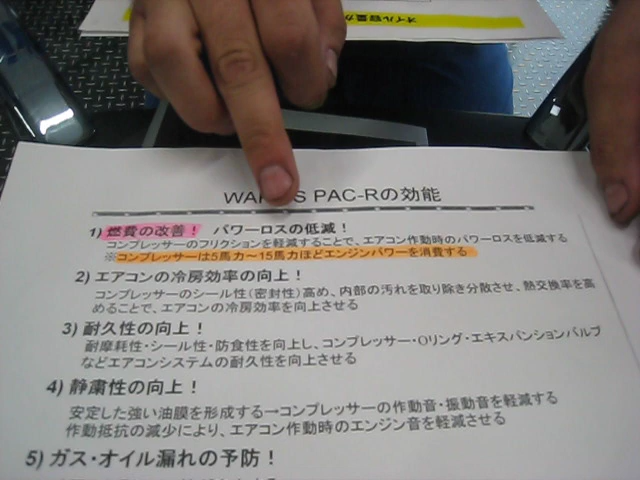 オイル容量が
PAC-Rの効能
1) 燃費の改善! パワーロスの低減!
コンプレッサーのフリクションを軽減することで、エアコン作動時のパワーロスを低減する
※コンプレッサーは5馬力～15馬力ほどエンジンパワーを消費する
2) エアコンの冷房効率の向上!
コンプレッサーのシール性(密封性)高め、内部の汚れを取り除き分散させ、熱交換率を高
めることで、エアコンの冷房効率を向上させる
3) 耐久性の向上!
耐摩耗性・シール性・防食性を向上し、コンプレッサー・Oリング・エキスパンションバルブ
などエアコンシステムの耐久性を向上させる
4) 静粛性の向上!
安定した強い油膜を形成する→コンプレッサーの作動音・振動音を軽減する
作動抵抗の減少により、エアコン作動時のエンジン音を軽減させる
5) ガス・オイル漏れの予防!